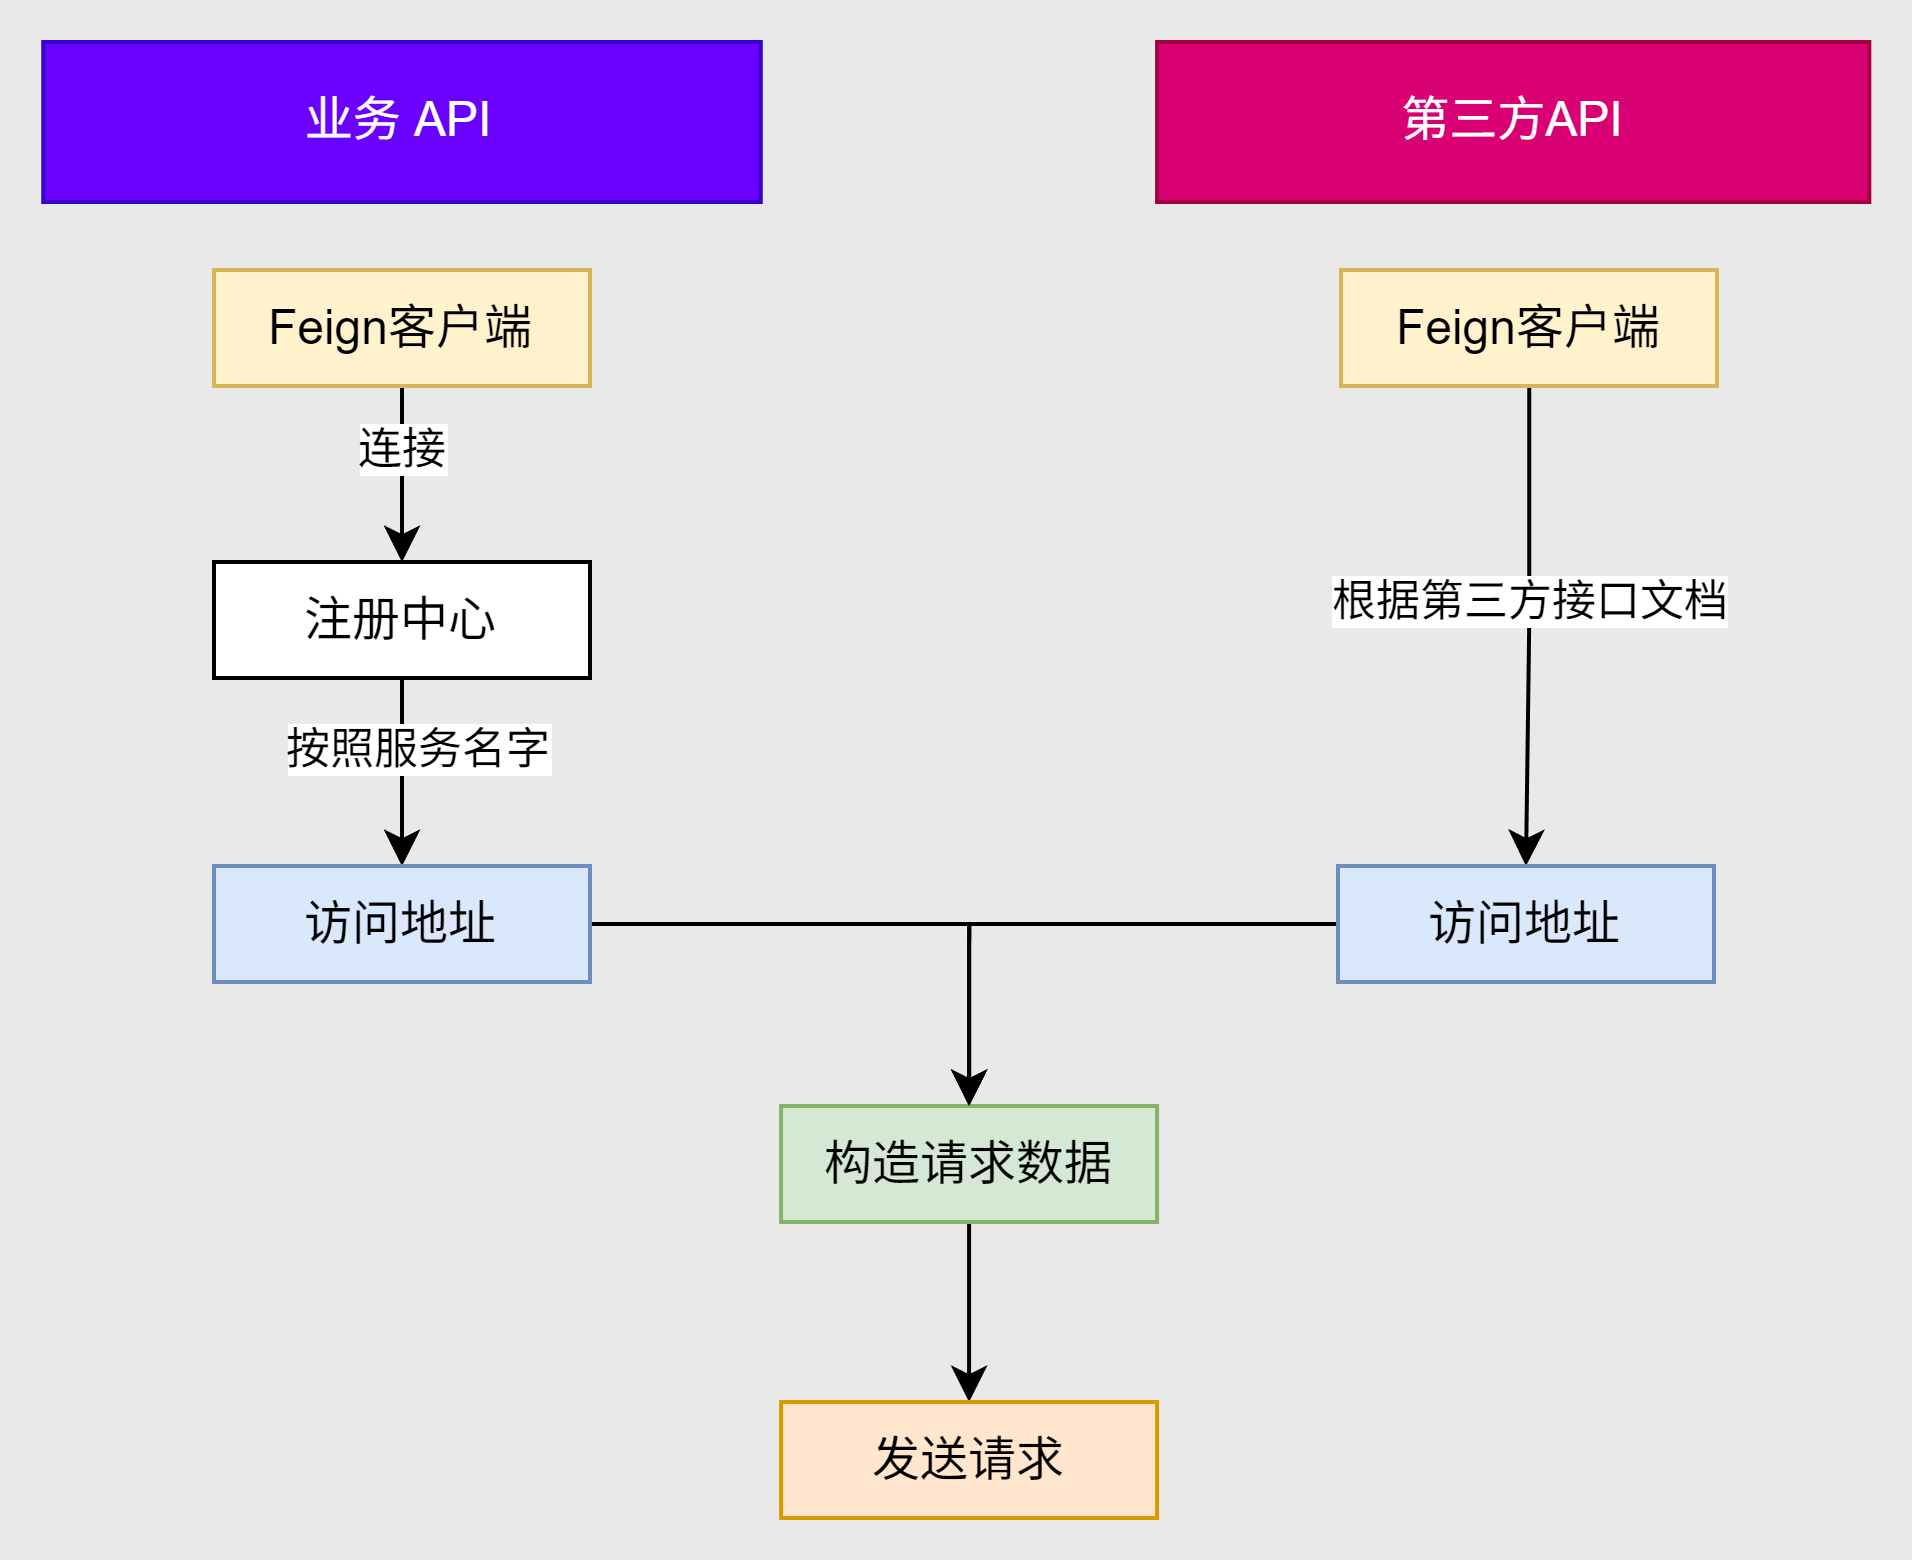 业务 API
第三方API
Feign客户端
Feign客户端
连接
注册中心
根据第三方接口文档
按照服务名字
访问地址
访问地址
构造请求数据
发送请求